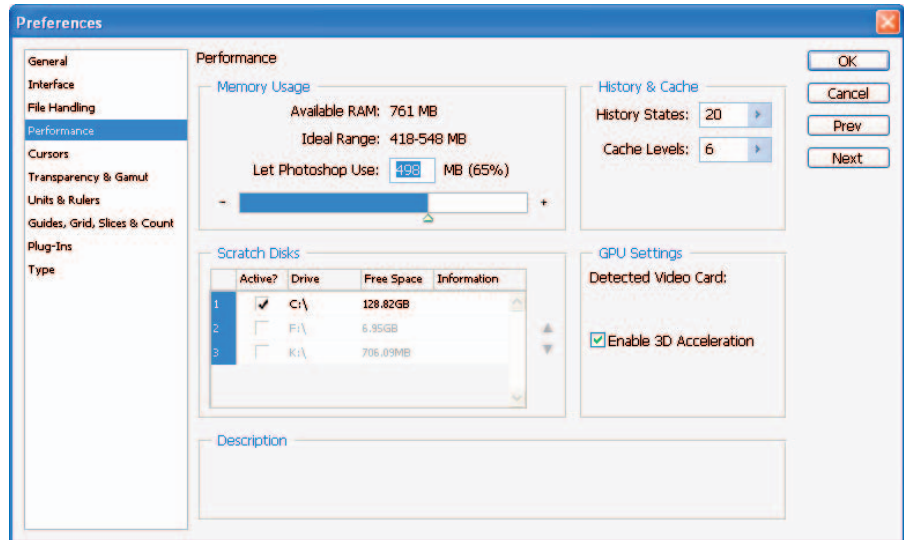 Preferences
General
Interface
File Handling
Performance
Cursors
Transparency & Gamut
Units & Rulers
Guides, Grid, Slices & Count
Plug-Ins
Type
Performance
Memory Usage
Available RAM: 761 MB
Ideal Range: 418-548 MB
Let Photoshop Use: 498 MB (65%)
- +
History & Cache
History States: 20
Cache Levels: 6
OK
Cancel
Prev
Next
Scratch Disks
Active? Drive Free Space Information
1 C:\ 128.82GB
2 F:\ 6.95GB
3 K:\ 706.09MB
GPU Settings
Detected Video Card:
Enable 3D Acceleration
Description